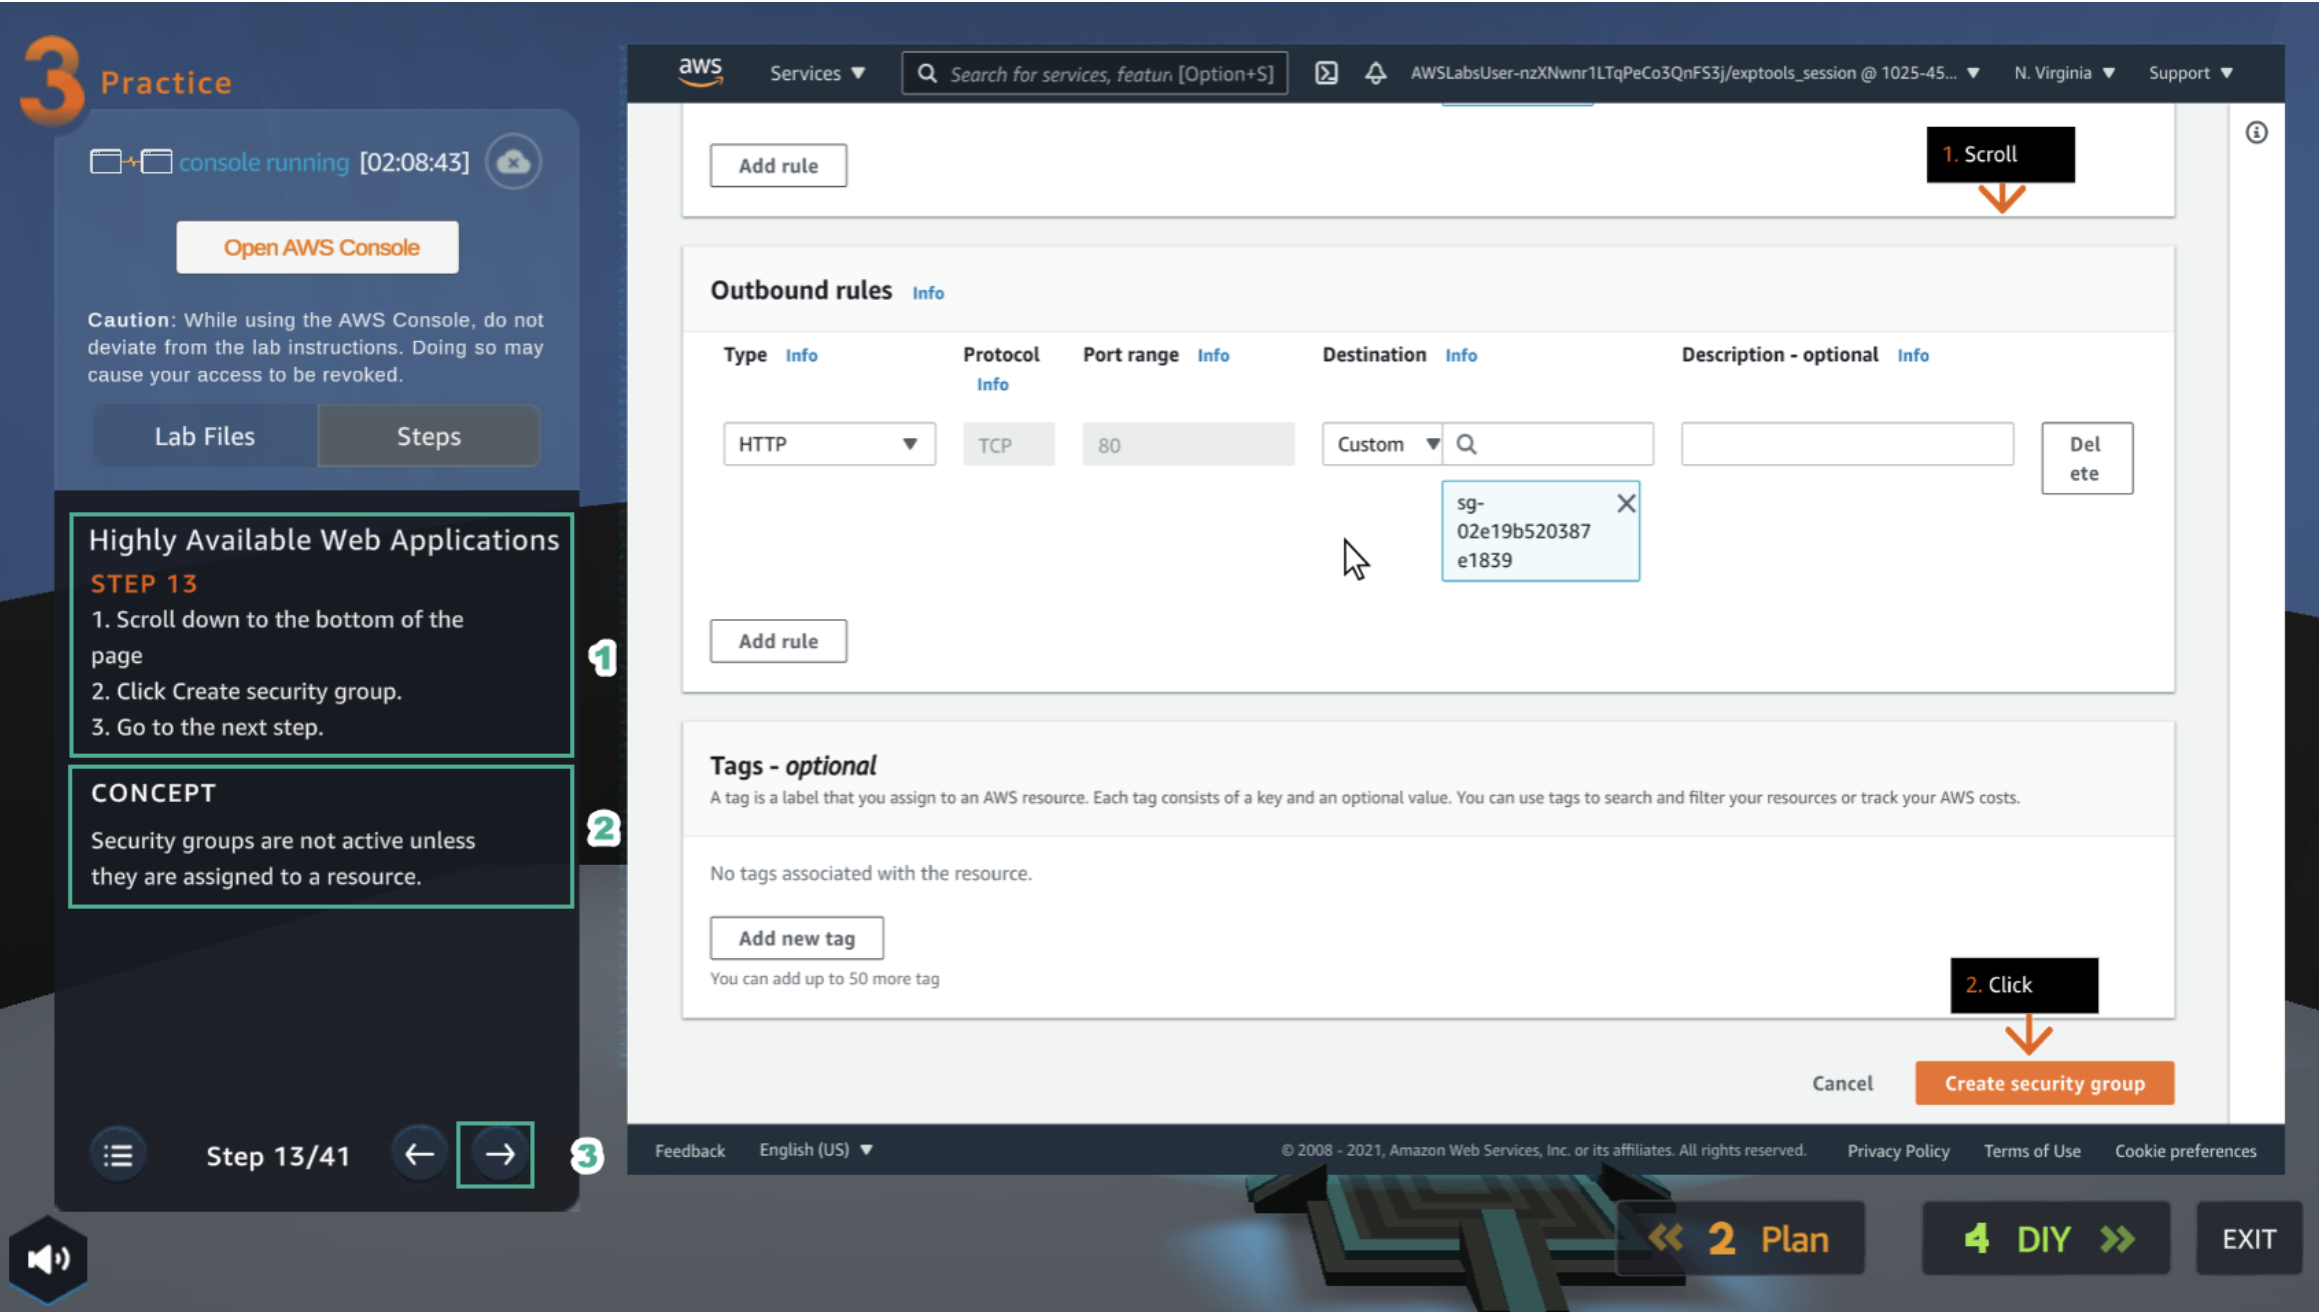 3 Practice
console running [02:08:43]
Open AWS Console
Caution: While using the AWS Console, do not
deviate from the lab instructions. Doing so may
cause your access to be revoked.
Lab Files
Steps
Highly Available Web Applications
STEP 13
1. Scroll down to the bottom of the
page
2. Click Create security group.
3. Go to the next step.
1
CONCEPT
Security groups are not active unless
they are assigned to a resource.
2
Step 13/41
3
aws
Services
Search for services, featur [Option+S]
AWSLabsUser-nzXNwnr1LTqPeCo3QnFS3j/exptools_session @ 1025-45...
N. Virginia
Support
Add rule
1. Scroll
Outbound rules Info
Type Info
Protocol Info
Port range Info
Destination Info
Description - optional Info
HTTP
TCP
80
Custom
Del
ete
sg-
02e19b520387
e1839
Add rule
Tags - optional
A tag is a label that you assign to an AWS resource. Each tag consists of a key and an optional value. You can use tags to search and filter your resources or track your AWS costs.
No tags associated with the resource.
Add new tag
You can add up to 50 more tag
2. Click
Cancel
Create security group
Feedback
English (US)
© 2008 - 2021, Amazon Web Services, Inc. or its affiliates. All rights reserved.
Privacy Policy
Terms of Use
Cookie preferences
2 Plan
4 DIY
EXIT